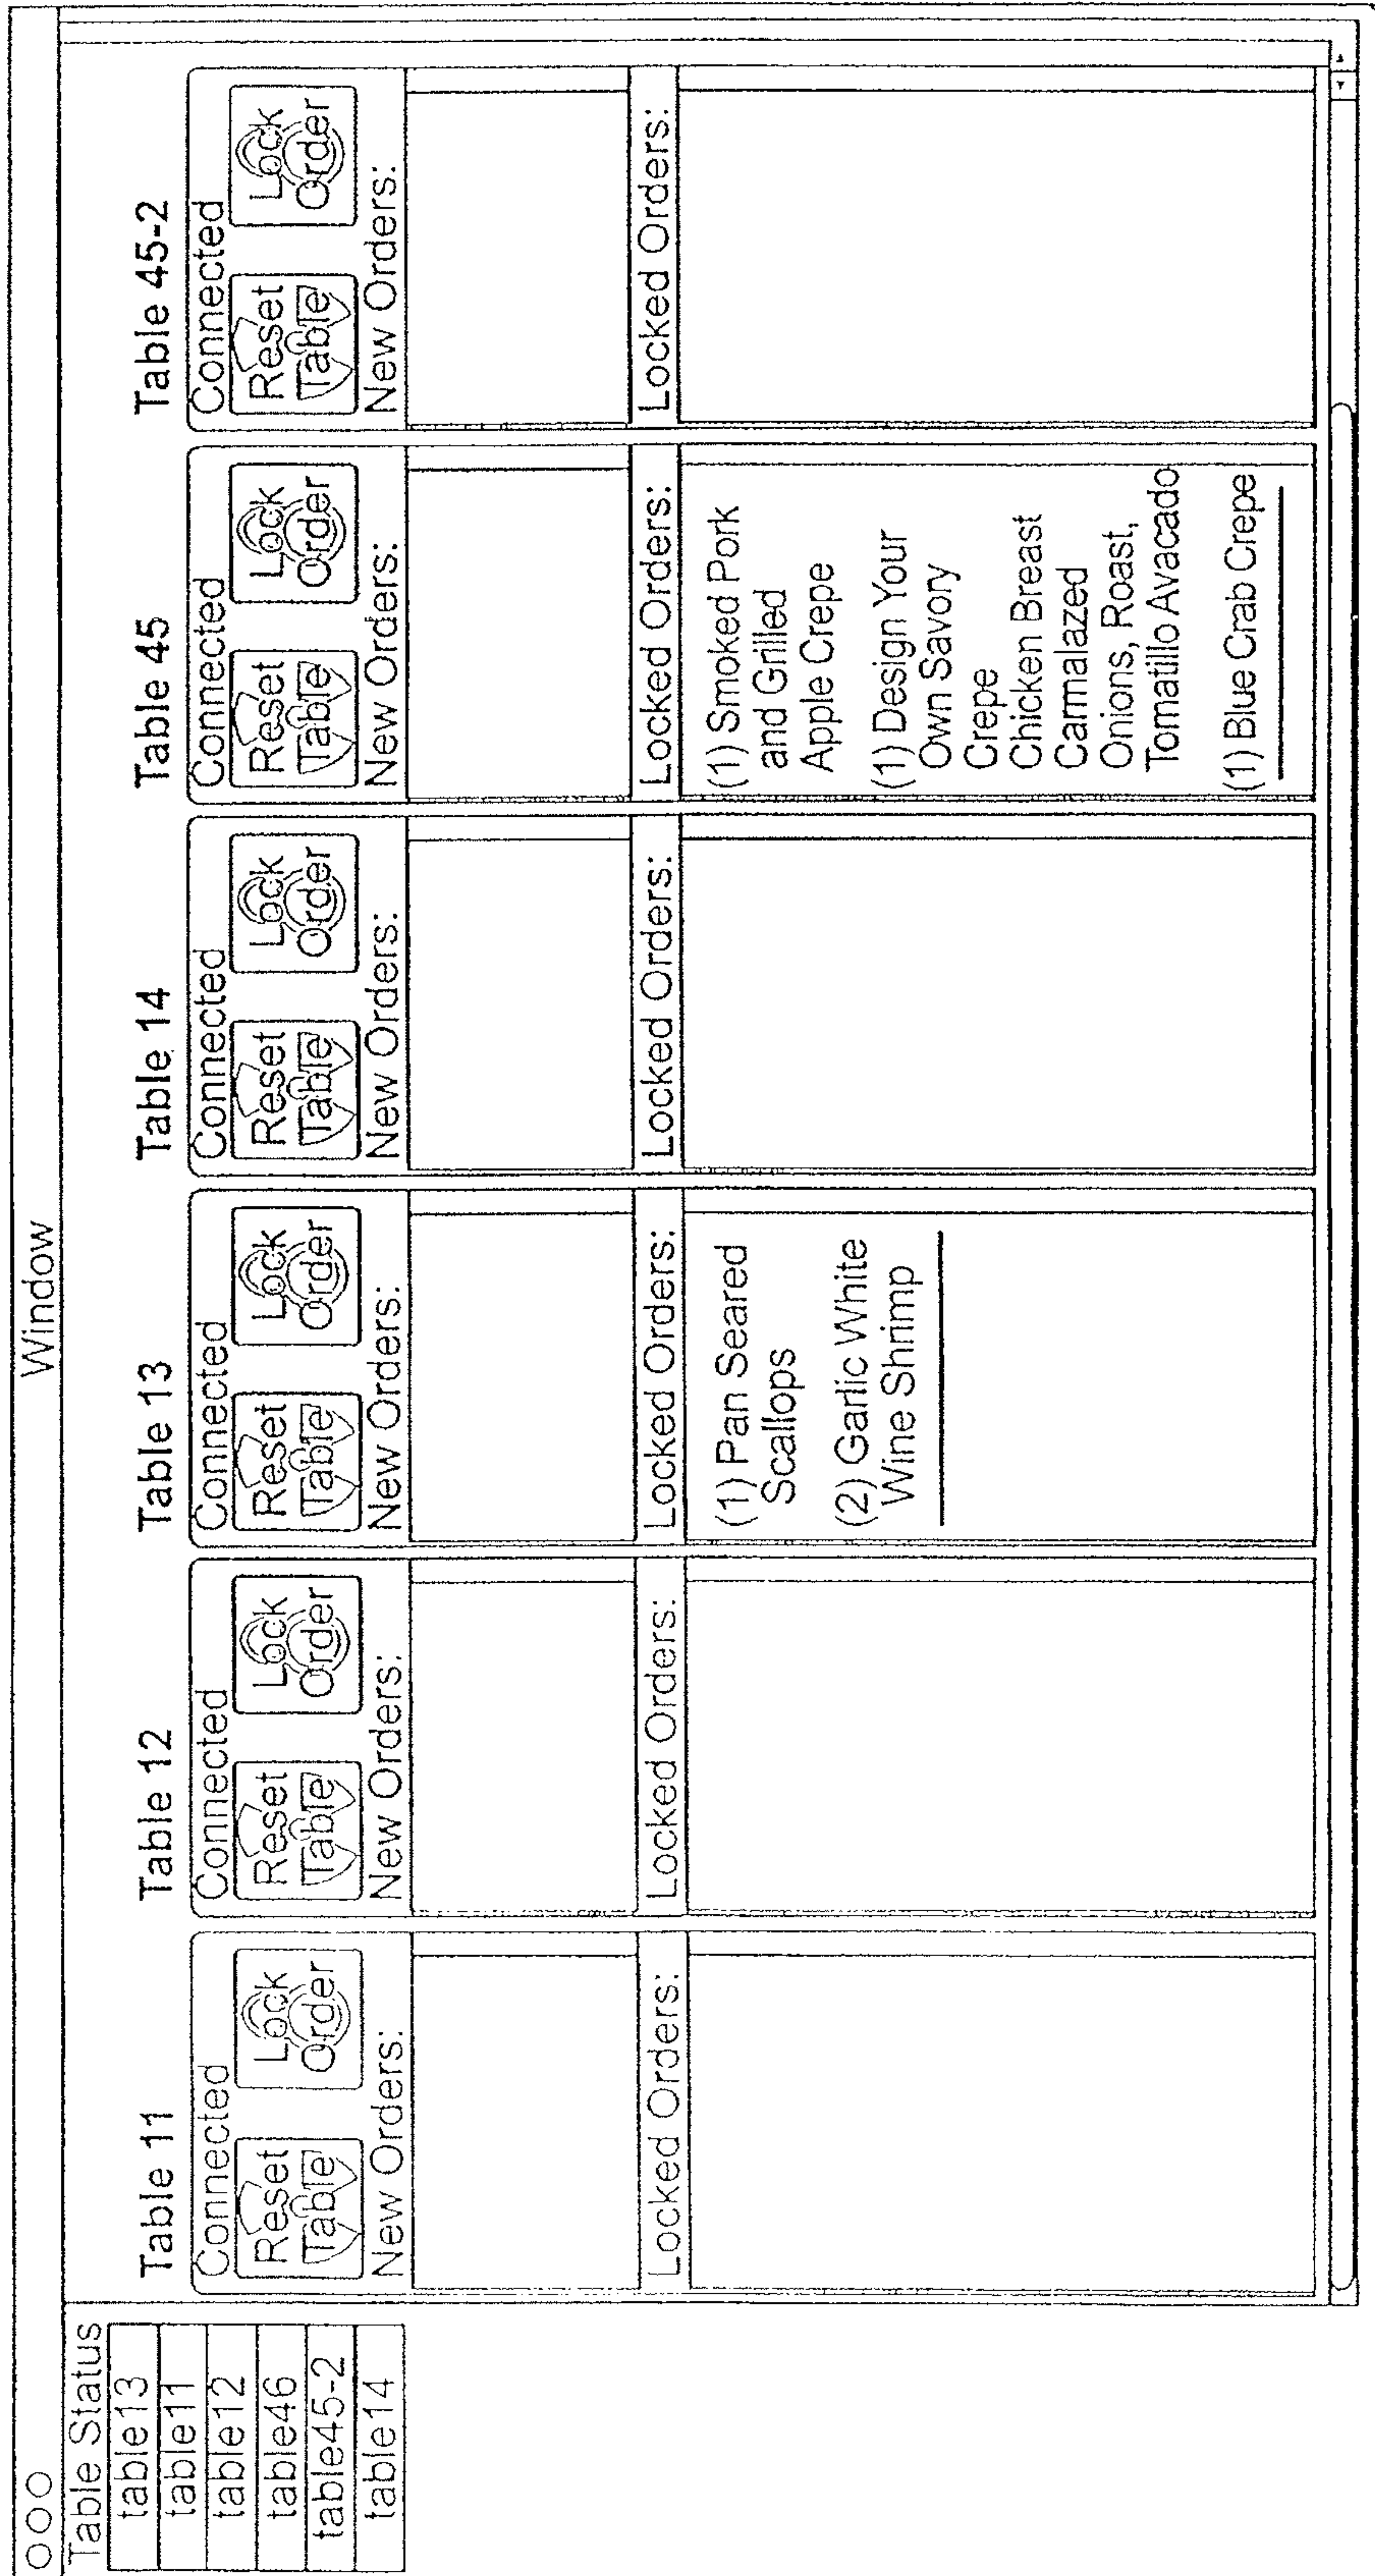 Window
Table Status
table13
table11
table12
table46
table45-2
table14
Table 11
Connected
Reset
Table
Lock
Order
New Orders:
Locked Orders:
Table 12
Connected
Reset
Table
Lock
Order
New Orders:
Locked Orders:
Table 13
Connected
Reset
Table
Lock
Order
New Orders:
Locked Orders:
(1) Pan Seared
Scallops
(2) Garlic White
Wine Shrimp
Table 14
Connected
Reset
Table
Lock
Order
New Orders:
Locked Orders:
Table 45
Connected
Reset
Table
Lock
Order
New Orders:
Locked Orders:
(1) Smoked Pork
and Grilled
Apple Crepe
(1) Design Your
Own Savory
Crepe
Chicken Breast
Carmalazed
Onions, Roast,
Tomatillo Avacado
(1) Blue Crab Crepe
Table 45-2
Connected
Reset
Table
Lock
Order
New Orders:
Locked Orders: